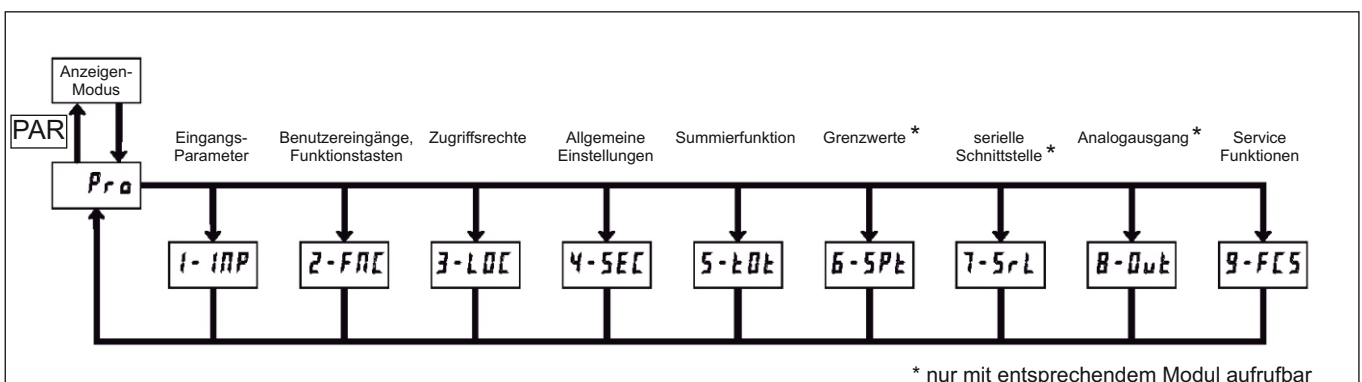 Anzeigen-
Modus
PAR
Eingangs-
Parameter
Benutzereingänge,
Funktionstasten
Zugriffsrechte
Allgemeine
Einstellungen
Summierfunktion
Grenzwerte *
serielle
Schnittstelle *
Analogausgang *
Service
Funktionen
Pro
1-INP
2-FNC
3-LOC
4-SEC
5-tOt
6-SPt
7-SrL
8-Out
9-FCS
* nur mit entsprechendem Modul aufrufbar